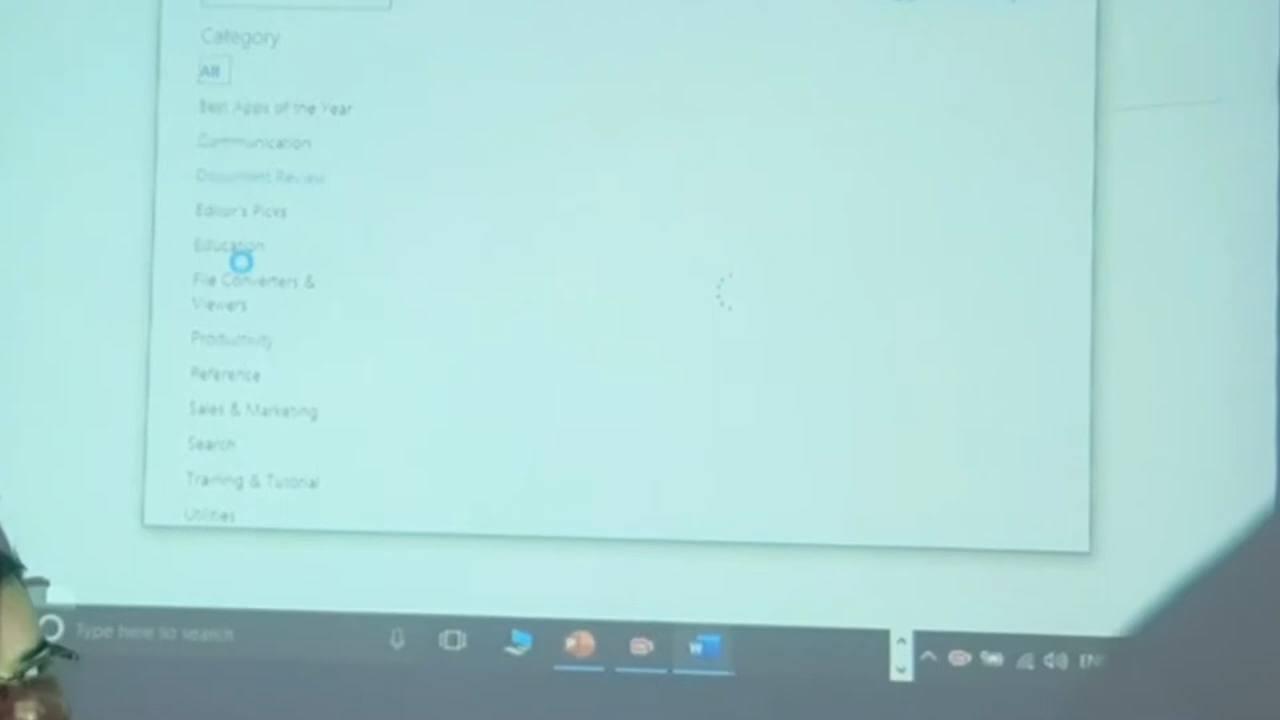 Category
All
Best Apps of the Year
Communication
Document Review
Editor's Picks
Education
File Converters &
Viewers
Productivity
Reference
Sales & Marketing
Search
Training & Tutorial
Utilities
Type here to search